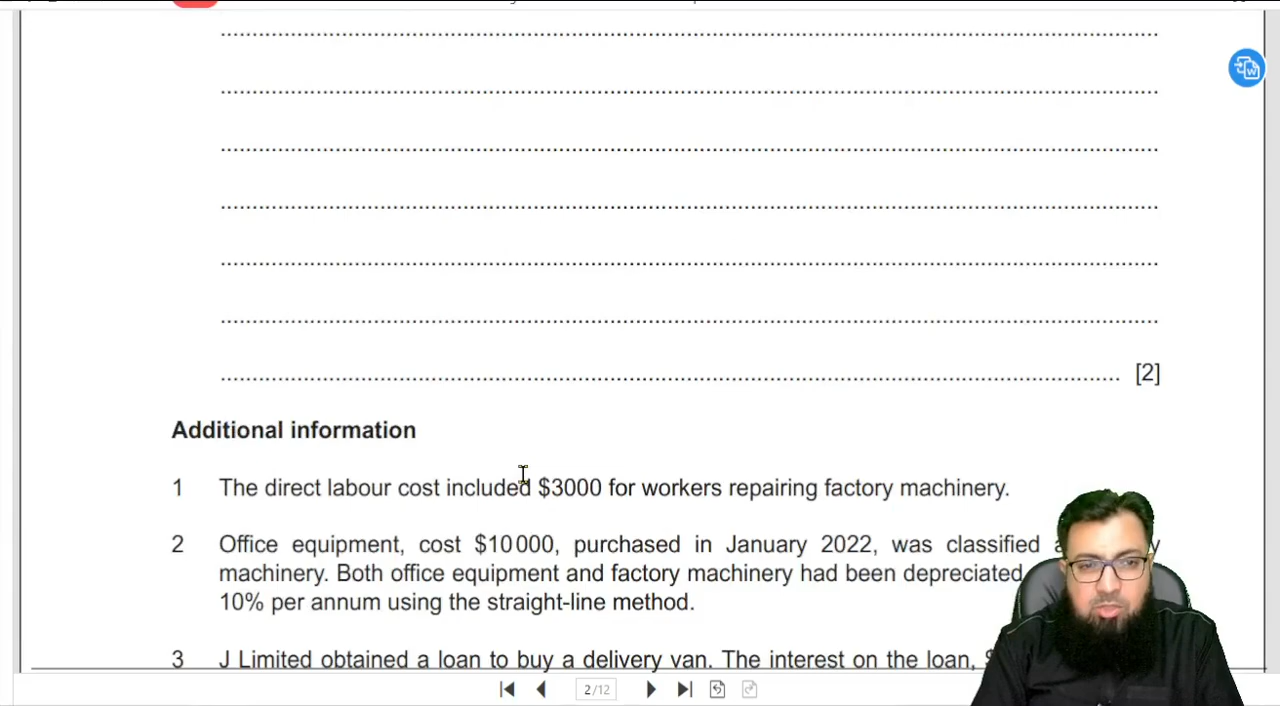 [2]
Additional information
1 The direct labour cost included $3000 for workers repairing factory machinery.
2 Office equipment, cost $10000, purchased in January 2022, was classified
machinery. Both office equipment and factory machinery had been depreciated
10% per annum using the straight-line method.
3 J Limited obtained a loan to buy a delivery van. The interest on the loan,
2 /12